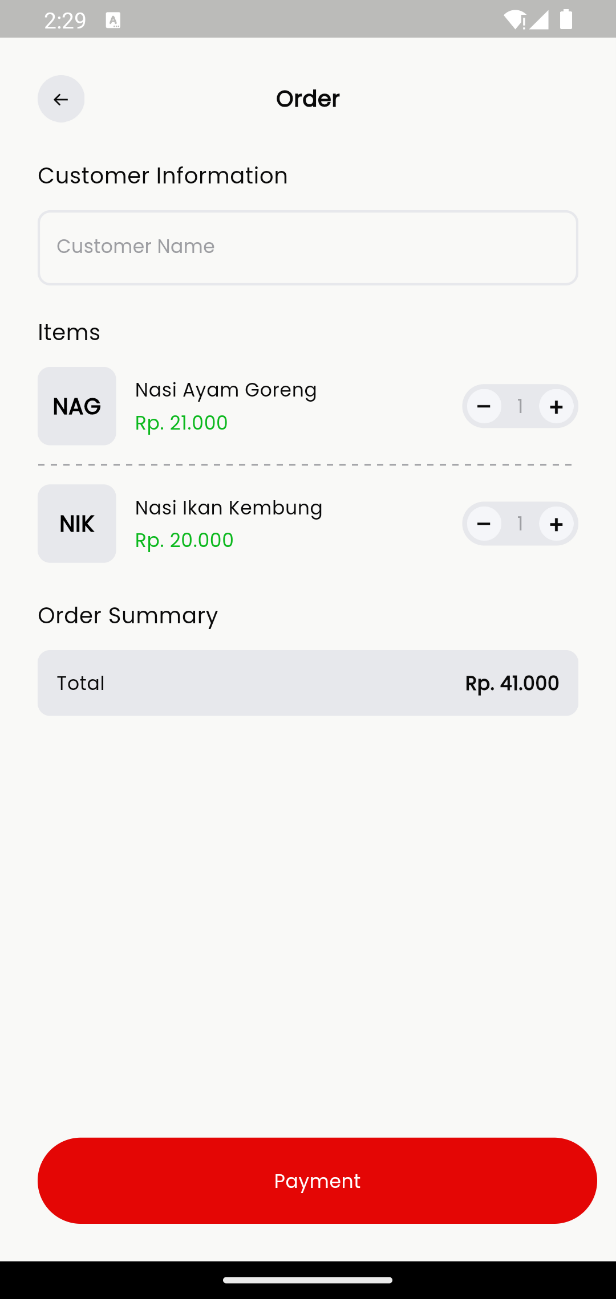 2:29
A
Order
Customer Information
Customer Name
Items
NAG
Nasi Ayam Goreng
Rp. 21.000
− 1 +
NIK
Nasi Ikan Kembung
Rp. 20.000
− 1 +
Order Summary
Total Rp. 41.000
Payment